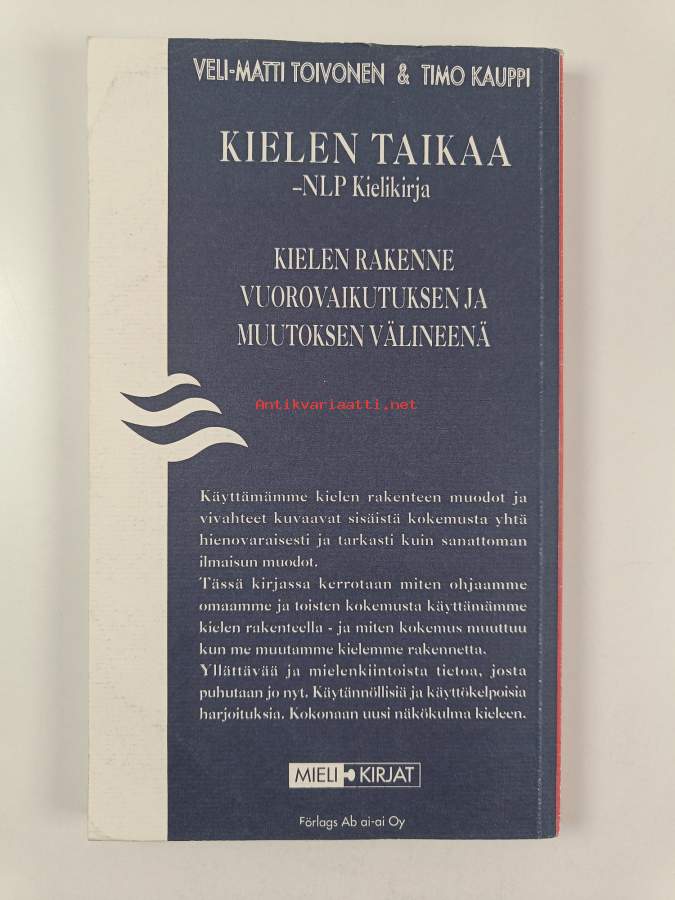 VELI-MATTI TOIVONEN & TIMO KAUPPI
KIELEN TAIKAA
–NLP Kielikirja
KIELEN RAKENNE
VUOROVAIKUTUKSEN JA
MUUTOKSEN VÄLINEENÄ
Antikvariaatti.net
Käyttämämme kielen rakenteen muodot ja
vivahteet kuvaavat sisäistä kokemusta yhtä
hienovaraisesti ja tarkasti kuin sanattoman
ilmaisun muodot.
Tässä kirjassa kerrotaan miten ohjaamme
omaamme ja toisten kokemusta käyttämämme
kielen rakenteella - ja miten kokemus muuttuu
kun me muutamme kielemme rakennetta.
Yllättävää ja mielenkiintoista tietoa, josta
puhutaan jo nyt. Käytännöllisiä ja käyttökelpoisia
harjoituksia. Kokonaan uusi näkökulma kieleen.
MIELI KIRJAT
Förlags Ab ai-ai Oy